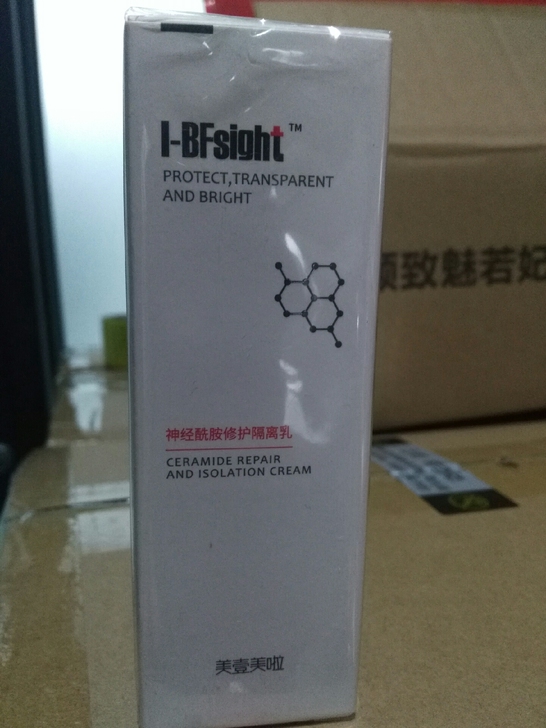 I-BFsight™
PROTECT,TRANSPARENT
AND BRIGHT
颜致魅若妃
神经酰胺修护隔离乳
CERAMIDE REPAIR
AND ISOLATION CREAM
美壹美啦